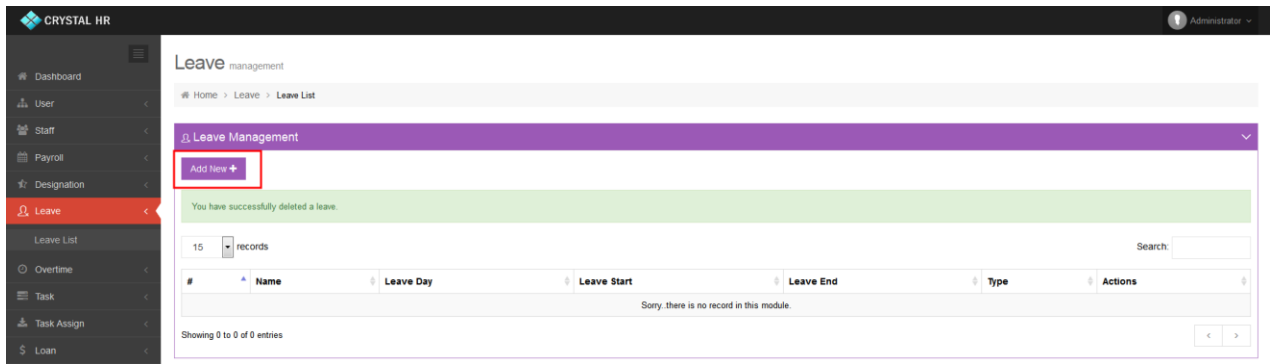 CRYSTAL HR
Administrator
Dashboard
User
Staff
Payroll
Designation
Leave
Leave List
Overtime
Task
Task Assign
Loan
Leave management
Home > Leave > Leave List
Leave Management
Add New +
You have successfully deleted a leave.
15 records
Search:
# Name Leave Day Leave Start Leave End Type Actions
Sorry..there is no record in this module.
Showing 0 to 0 of 0 entries
< >